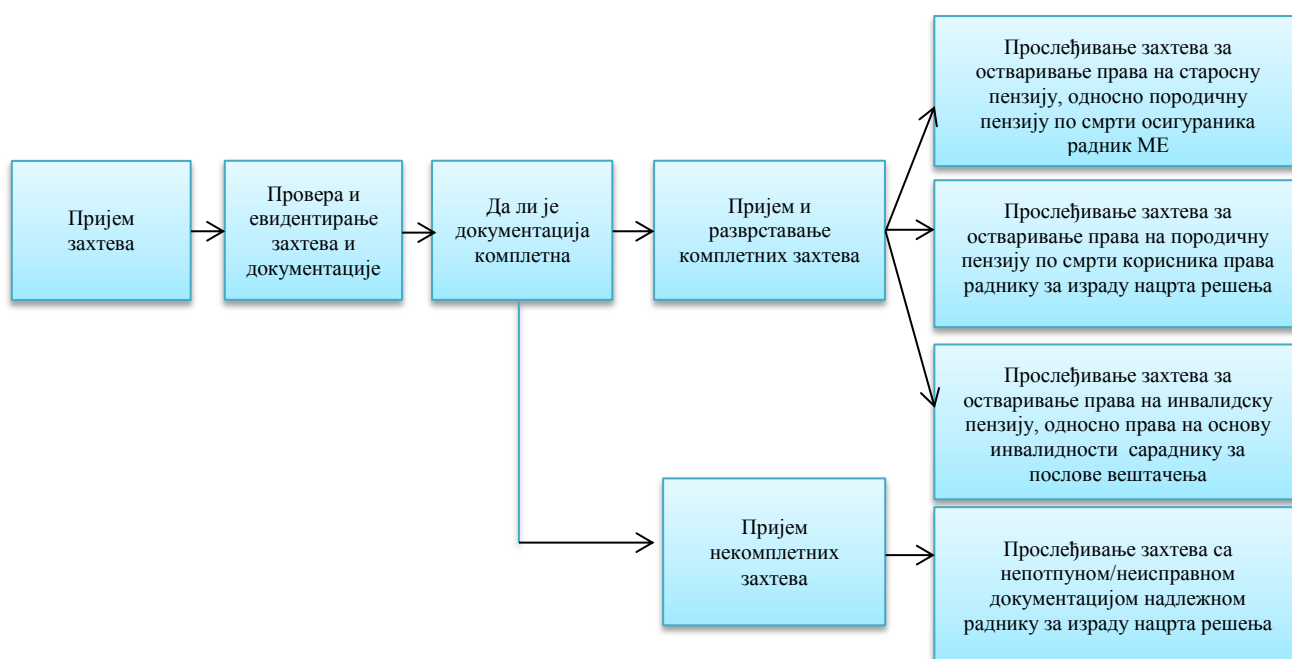 Пријем
захтева
Провера и
евидентирање
захтева и
документације
Да ли је
документација
комплетна
Пријем и
разврставање
комплетних захтева
Прослеђивање захтева за
остваривање права на старосну
пензију, односно породичну
пензију по смрти осигураника
радник МЕ
Прослеђивање захтева за
остваривање права на породичну
пензију по смрти корисника права
раднику за израду нацрта решења
Прослеђивање захтева за
остваривање права на инвалидску
пензију, односно права на основу
инвалидности сараднику за
послове вештачења
Пријем
некомплетних
захтева
Прослеђивање захтева са
непотпуном/неисправном
документацијом надлежном
раднику за израду нацрта решења